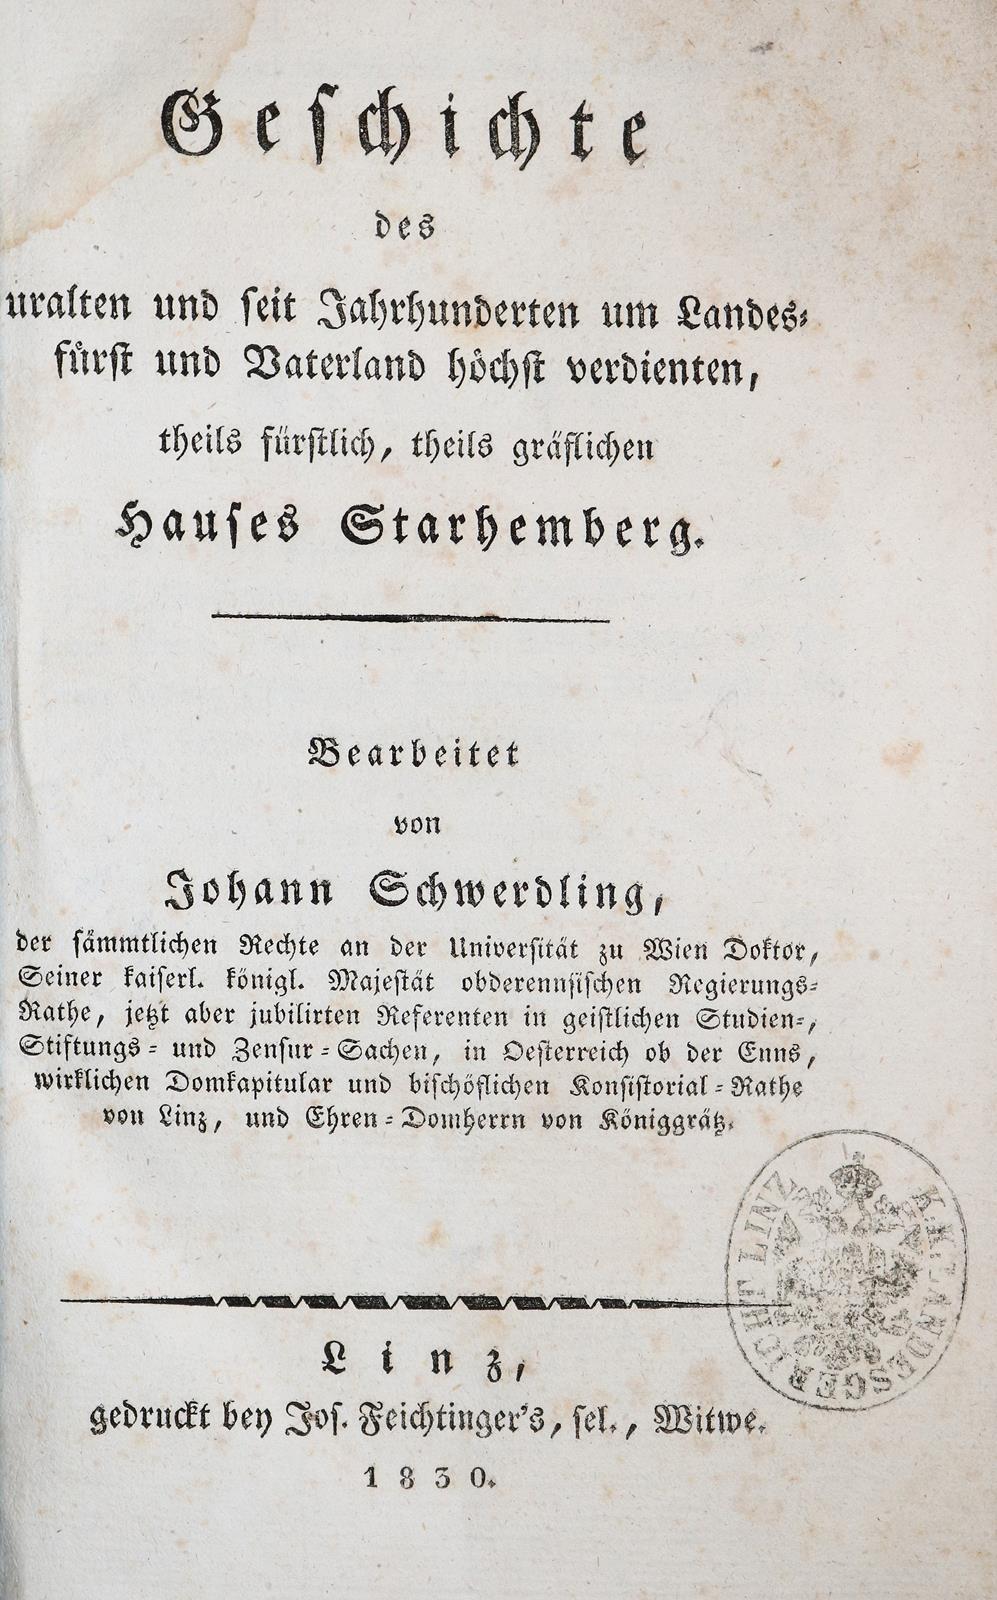 Geschichte
des
uralten und seit Jahrhunderten um Landes-
fürst und Vaterland höchst verdienten,
theils fürstlich, theils gräflichen
Hauses Starhemberg.
Bearbeitet
von
Johann Schwerdling,
der sämmtlichen Rechte an der Universität zu Wien Doktor,
Seiner kaiserl. königl. Majestät obderennsischen Regierungs-
Rathe, jetzt aber jubilirten Referenten in geistlichen Studien-,
Stiftungs- und Zensur-Sachen, in Oesterreich ob der Enns,
wirklichen Domkapitular und bischöflichen Konsistorial-Rathe
von Linz, und Ehren-Domherrn von Königgrätz.
K.K. LANDESGERICHT LINZ
Linz,
gedruckt bey Jos. Feichtinger's, sel., Witwe.
1830.